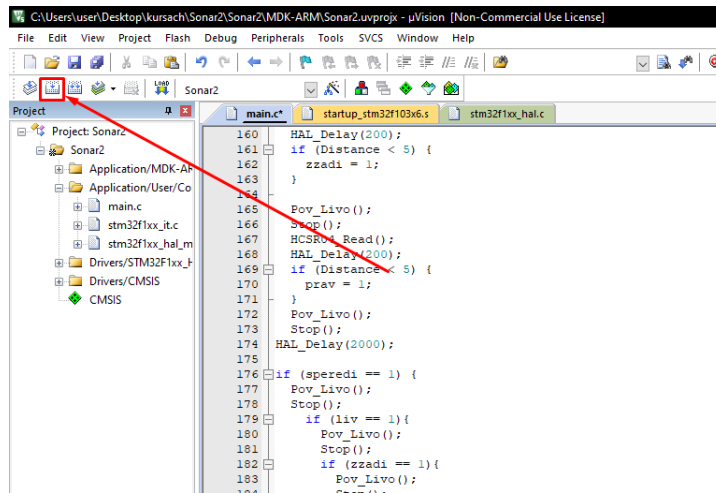 C:\Users\user\Desktop\kursach\Sonar2\Sonar2\MDK-ARM\Sonar2.uvprojx - µVision [Non-Commercial Use License]
File Edit View Project Flash Debug Peripherals Tools SVCS Window Help
LOAD Sonar2
Project
main.c* startup_stm32f103x6.s stm32f1xx_hal.c
Project: Sonar2
Sonar2
Application/MDK-AR
Application/User/Co
main.c
stm32f1xx_it.c
stm32f1xx_hal_m
Drivers/STM32F1xx_H
Drivers/CMSIS
CMSIS
160 HAL_Delay(200);
161 if (Distance < 5) {
162 zzadi = 1;
163 }
164
165 Pov_Livo();
166 Stop();
167 HCSR04_Read();
168 HAL_Delay(200);
169 if (Distance < 5) {
170 prav = 1;
171 }
172 Pov_Livo();
173 Stop();
174 HAL_Delay(2000);
175
176 if (speredi == 1) {
177 Pov_Livo();
178 Stop();
179 if (liv == 1){
180 Pov_Livo();
181 Stop();
182 if (zzadi == 1){
183 Pov_Livo();